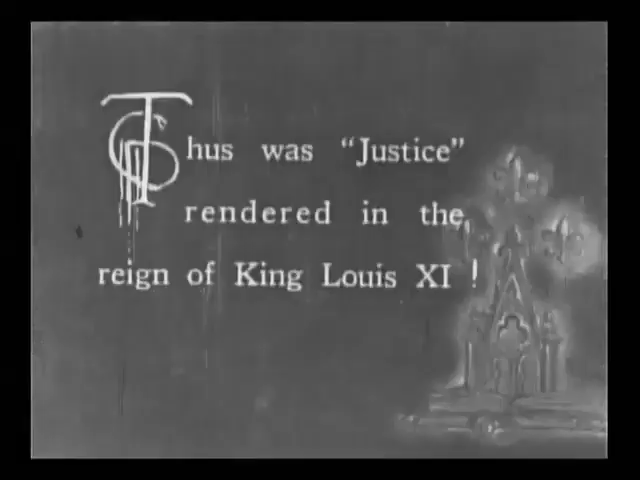 Thus was “Justice”
rendered in the
reign of King Louis XI !